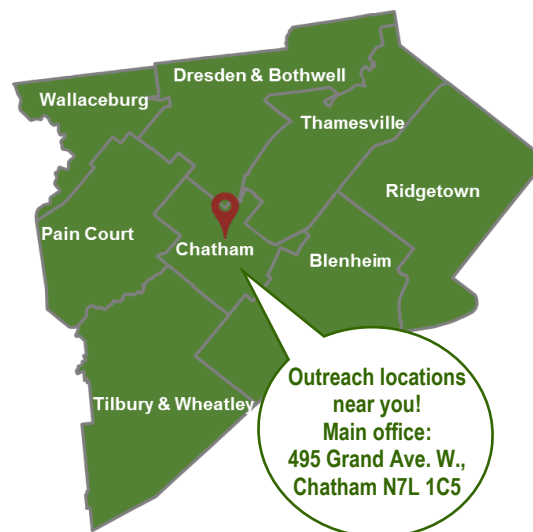 Dresden & Bothwell
Wallaceburg
Thamesville
Ridgetown
Pain Court
Chatham
Blenheim
Tilbury & Wheatley
Outreach locations
near you!
Main office:
495 Grand Ave. W.,
Chatham N7L 1C5